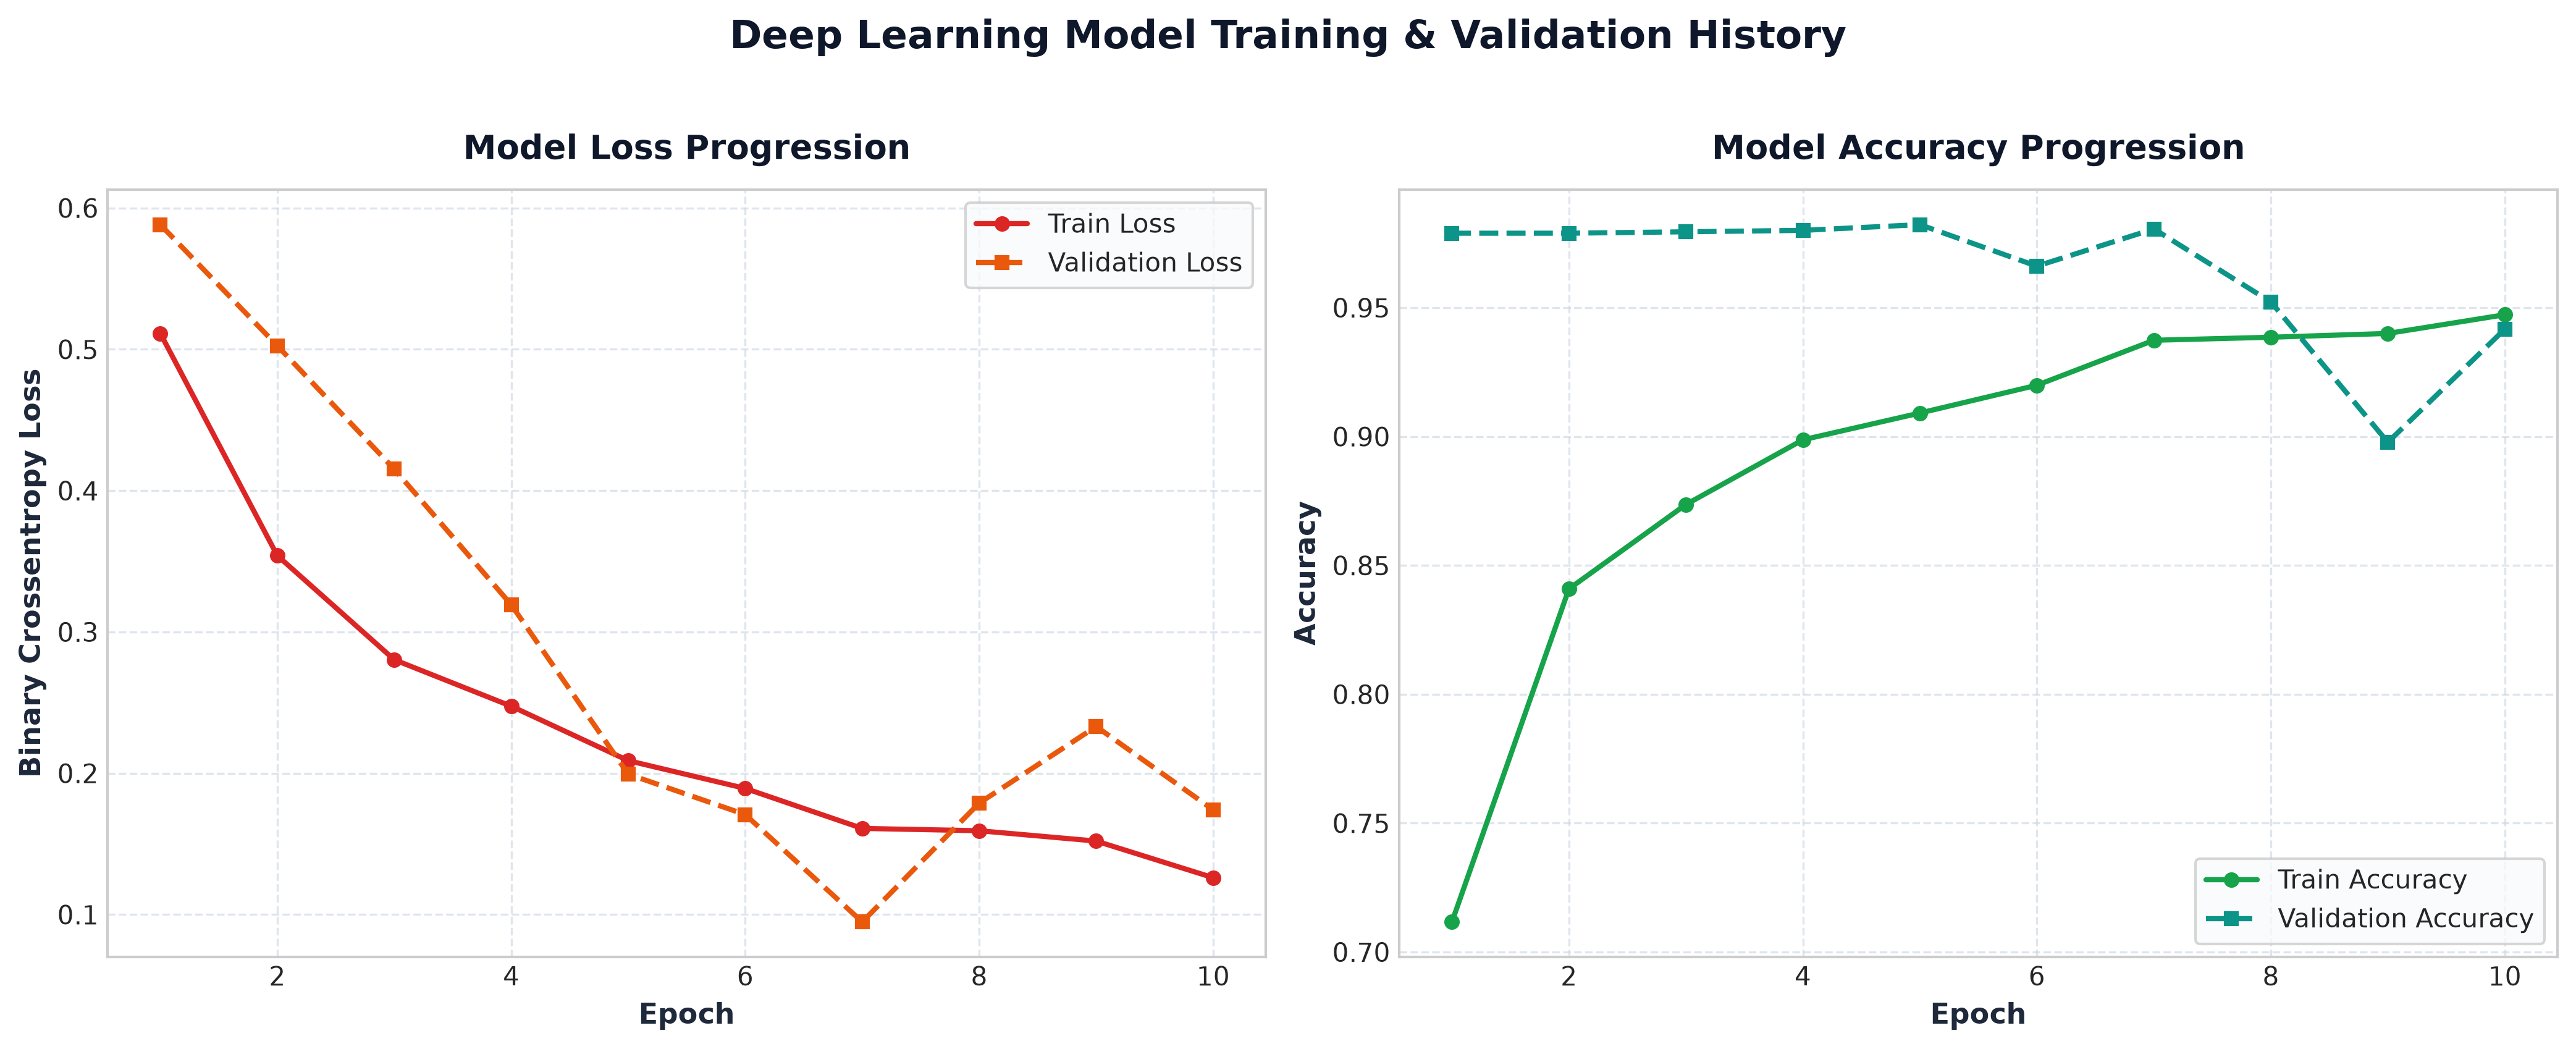 Deep Learning Model Training & Validation History
Model Loss Progression
Binary Crossentropy Loss
0.6
0.5
0.4
0.3
0.2
0.1
2
4
6
8
10
Epoch
Train Loss
Validation Loss
Model Accuracy Progression
Accuracy
0.95
0.90
0.85
0.80
0.75
0.70
2
4
6
8
10
Epoch
Train Accuracy
Validation Accuracy